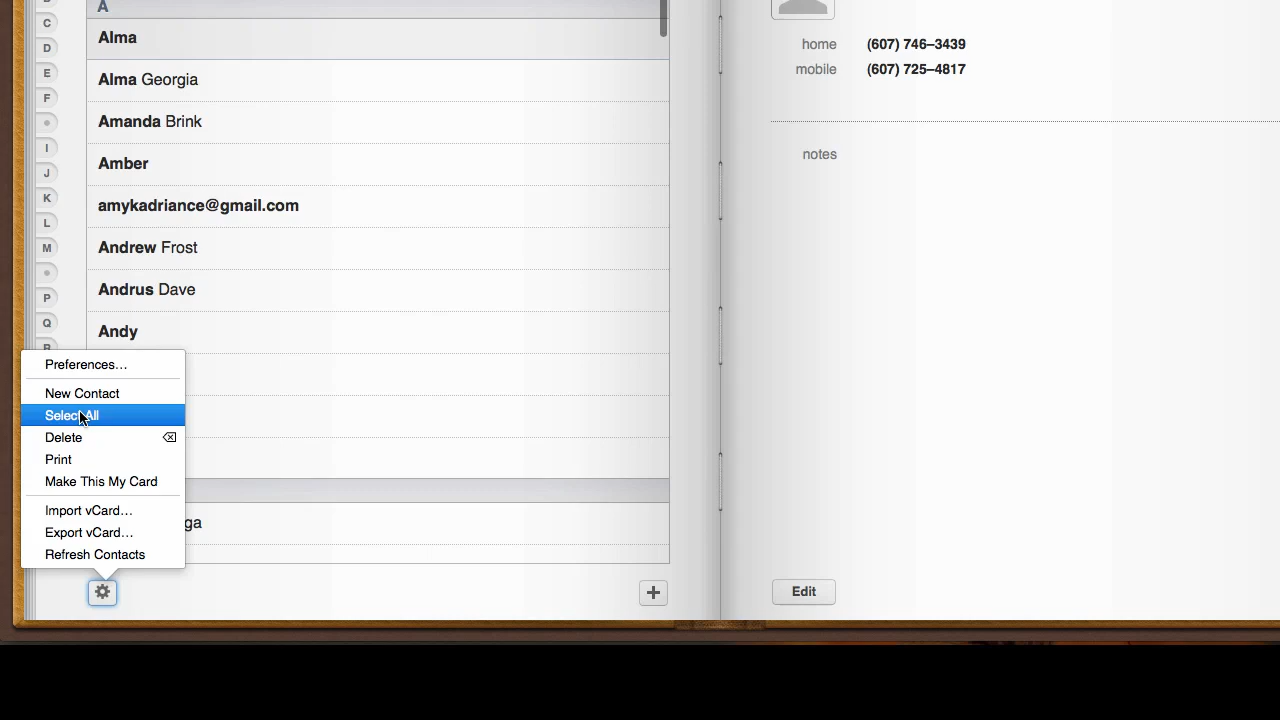 A
C
D
E
F
I
J
K
L
M
P
Q
R
Alma
Alma Georgia
Amanda Brink
Amber
amykadriance@gmail.com
Andrew Frost
Andrus Dave
Andy
Preferences...
New Contact
Select All
Delete
Print
Make This My Card
Import vCard...
Export vCard...
Refresh Contacts
ga
home (607) 746–3439
mobile (607) 725–4817
notes
Edit